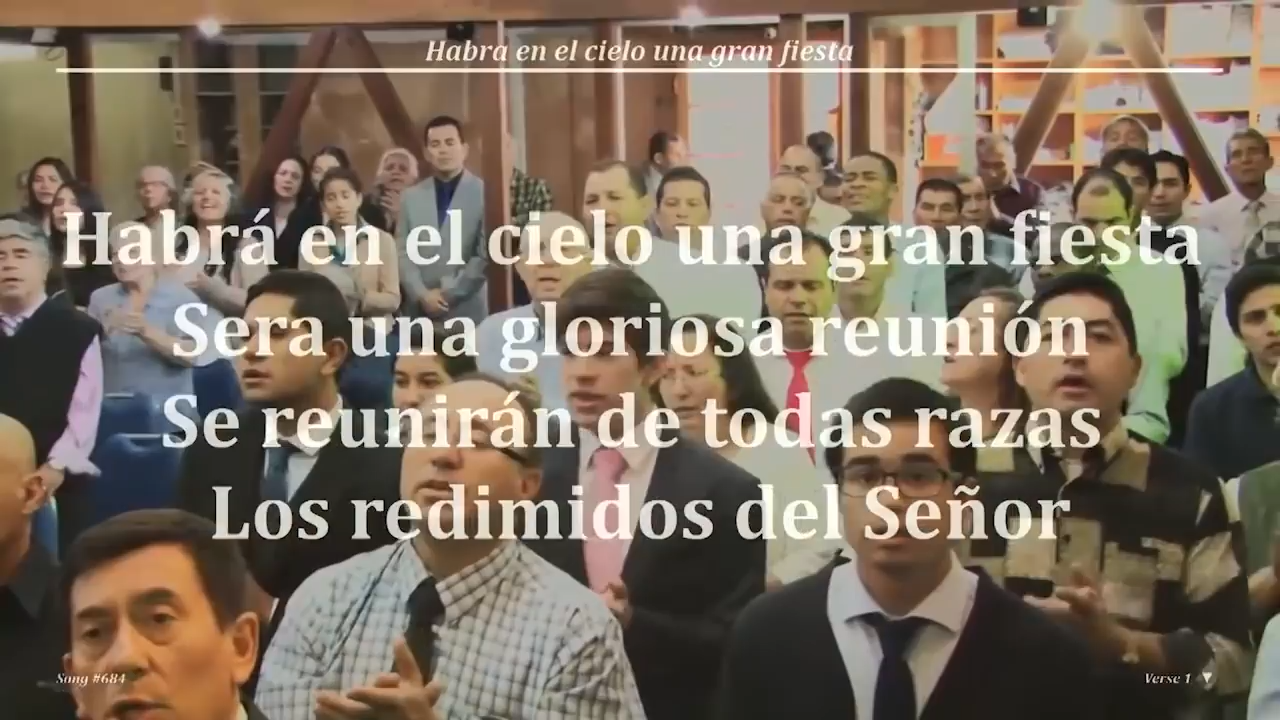 Habra en el cielo una gran fiesta
Habrá en el cielo una gran fiesta
Sera una gloriosa reunión
Se reunirán de todas razas
Los redimidos del Señor
Song #684
Verse 1